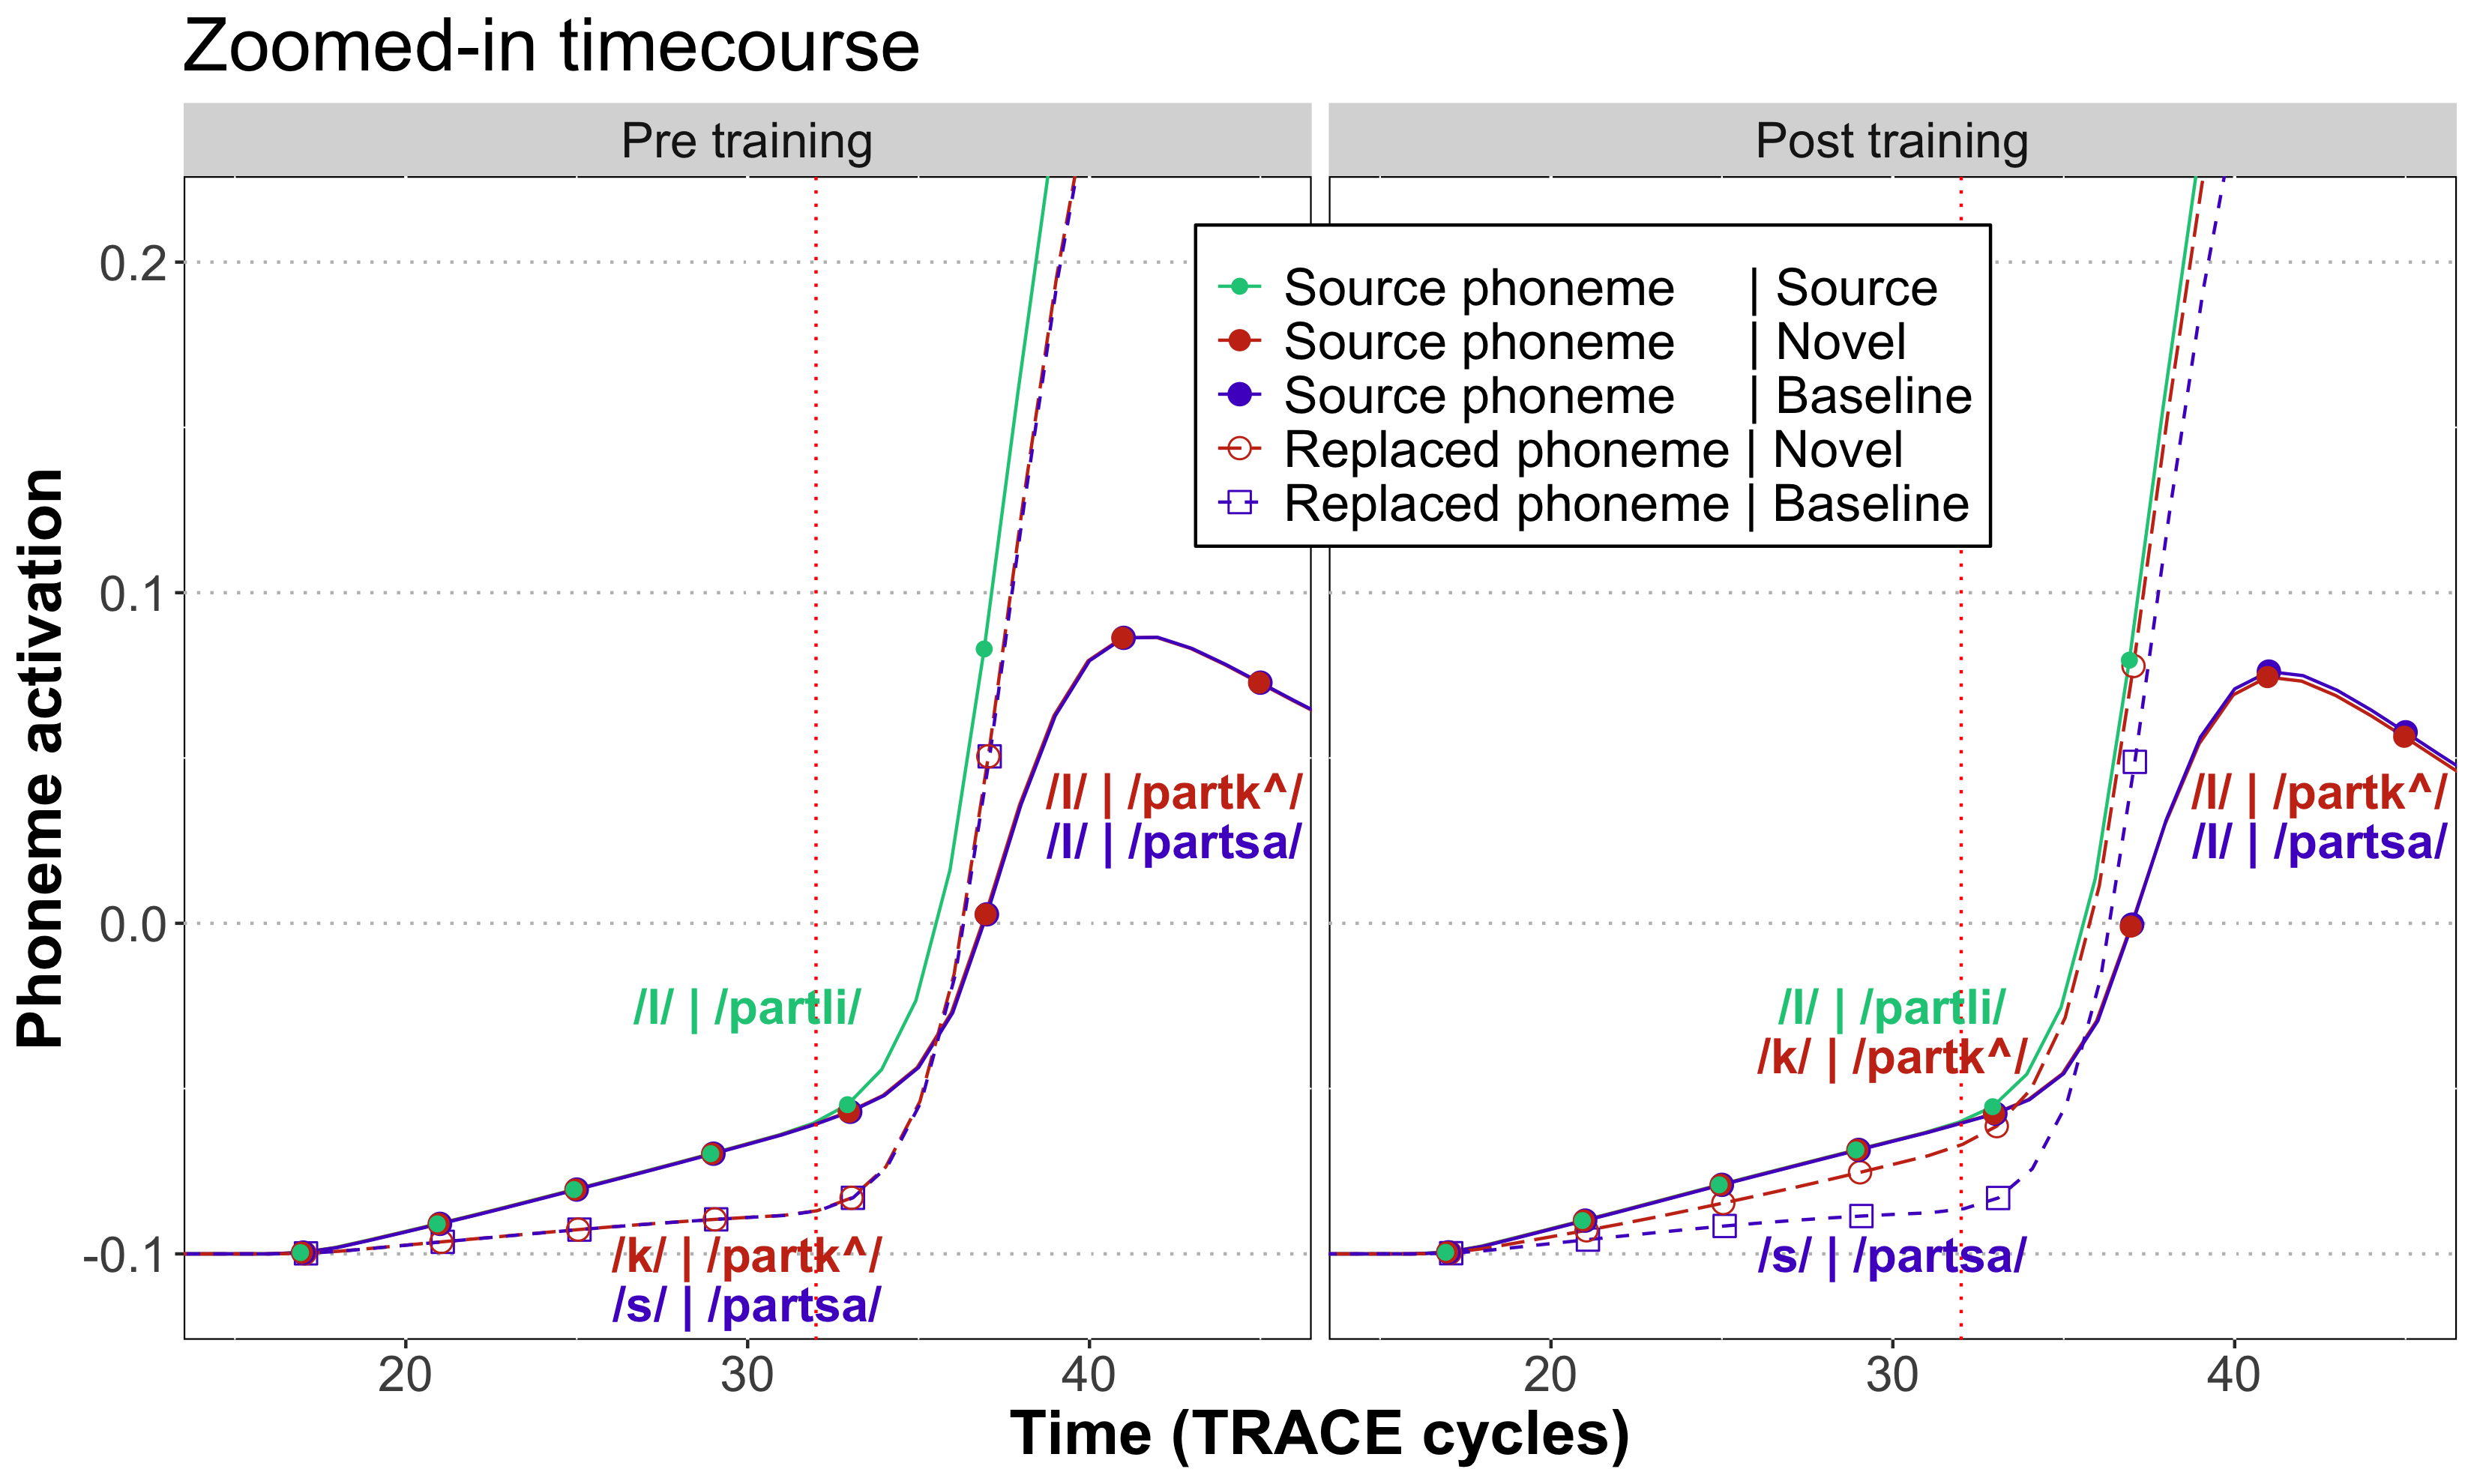 Zoomed-in timecourse
Pre training
Post training
Phoneme activation
0.2
0.1
0.0
-0.1
Source phoneme | Source
Source phoneme | Novel
Source phoneme | Baseline
Replaced phoneme | Novel
Replaced phoneme | Baseline
/l/ | /partk^/
/l/ | /partsa/
/l/ | /partli/
/k/ | /partk^/
/s/ | /partsa/
/l/ | /partk^/
/l/ | /partsa/
/l/ | /partli/
/k/ | /partk^/
/s/ | /partsa/
20 30 40
20 30 40
Time (TRACE cycles)